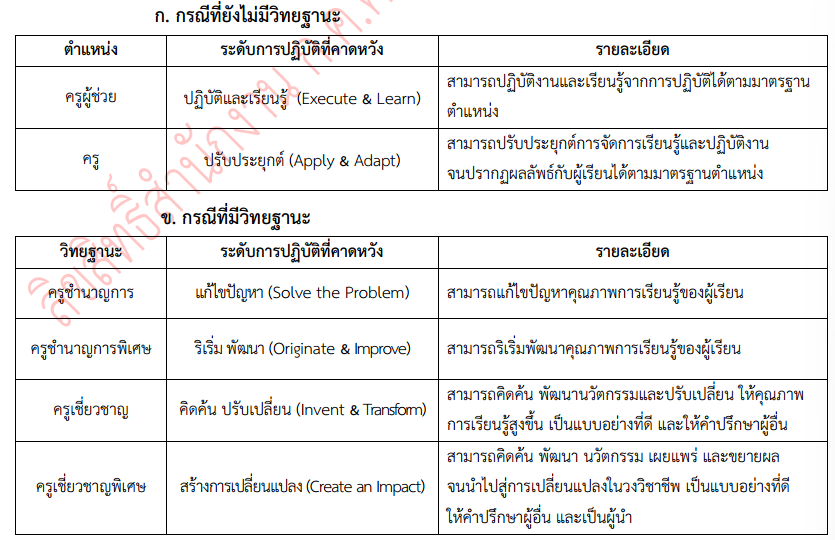 ก. กรณีที่ยังไม่มีวิทยฐานะ
ตำแหน่ง ระดับการปฏิบัติที่คาดหวัง รายละเอียด
ครูผู้ช่วย ปฏิบัติและเรียนรู้ (Execute & Learn) สามารถปฏิบัติงานและเรียนรู้จากการปฏิบัติได้ตามมาตรฐาน
ตำแหน่ง
ครู ปรับประยุกต์ (Apply & Adapt) สามารถปรับประยุกต์การจัดการเรียนรู้และปฏิบัติงาน
จนปรากฏผลลัพธ์กับผู้เรียนได้ตามมาตรฐานตำแหน่ง
ข. กรณีที่มีวิทยฐานะ
วิทยฐานะ ระดับการปฏิบัติที่คาดหวัง รายละเอียด
ครูชำนาญการ แก้ไขปัญหา (Solve the Problem) สามารถแก้ไขปัญหาคุณภาพการเรียนรู้ของผู้เรียน
ครูชำนาญการพิเศษ ริเริ่ม พัฒนา (Originate & Improve) สามารถริเริ่มพัฒนาคุณภาพการเรียนรู้ของผู้เรียน
ครูเชี่ยวชาญ คิดค้น ปรับเปลี่ยน (Invent & Transform) สามารถคิดค้น พัฒนานวัตกรรมและปรับเปลี่ยน ให้คุณภาพ
การเรียนรู้สูงขึ้น เป็นแบบอย่างที่ดี และให้คำปรึกษาผู้อื่น
ครูเชี่ยวชาญพิเศษ สร้างการเปลี่ยนแปลง (Create an Impact) สามารถคิดค้น พัฒนา นวัตกรรม เผยแพร่ และขยายผล
จนนำไปสู่การเปลี่ยนแปลงในวงวิชาชีพ เป็นแบบอย่างที่ดี
ให้คำปรึกษาผู้อื่น และเป็นผู้นำ
ลิขสิทธิ์สำนักงาน